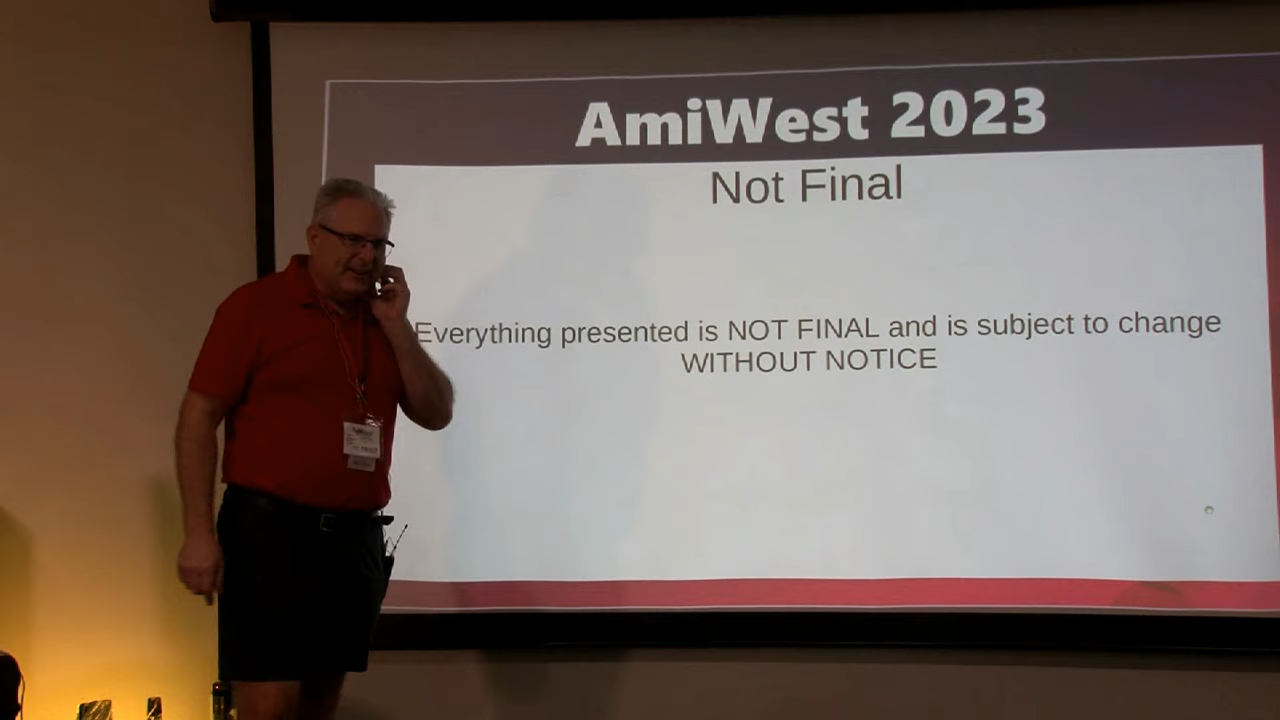 AmiWest 2023
Not Final
Everything presented is NOT FINAL and is subject to change
WITHOUT NOTICE